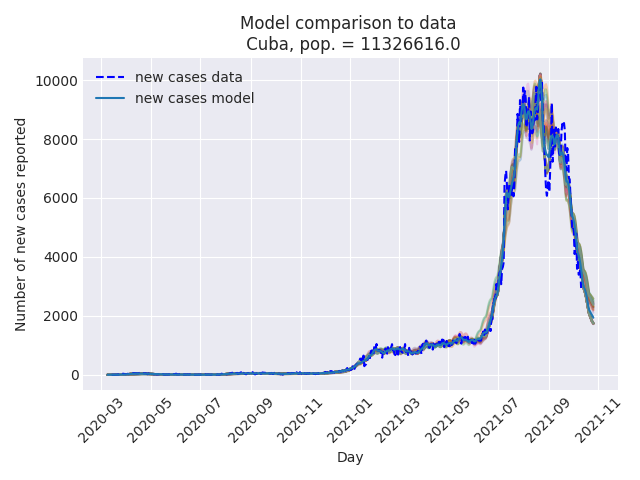 Model comparison to data
Cuba, pop. = 11326616.0
new cases data
new cases model
Number of new cases reported
10000
8000
6000
4000
2000
0
2020-03
2020-05
2020-07
2020-09
2020-11
2021-01
2021-03
2021-05
2021-07
2021-09
2021-11
Day